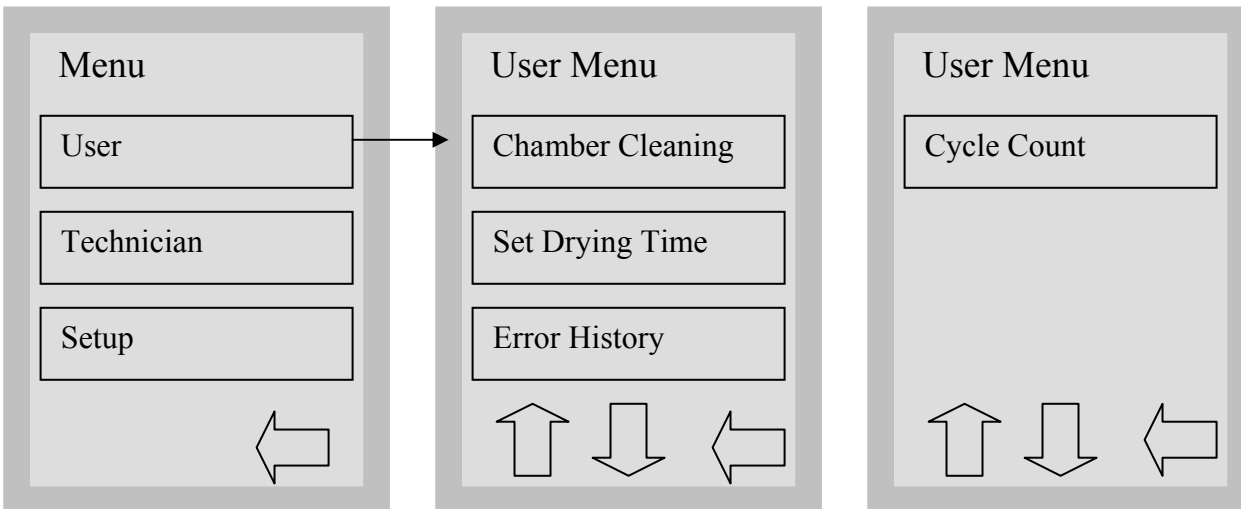 Menu
User
Technician
Setup
User Menu
Chamber Cleaning
Set Drying Time
Error History
User Menu
Cycle Count